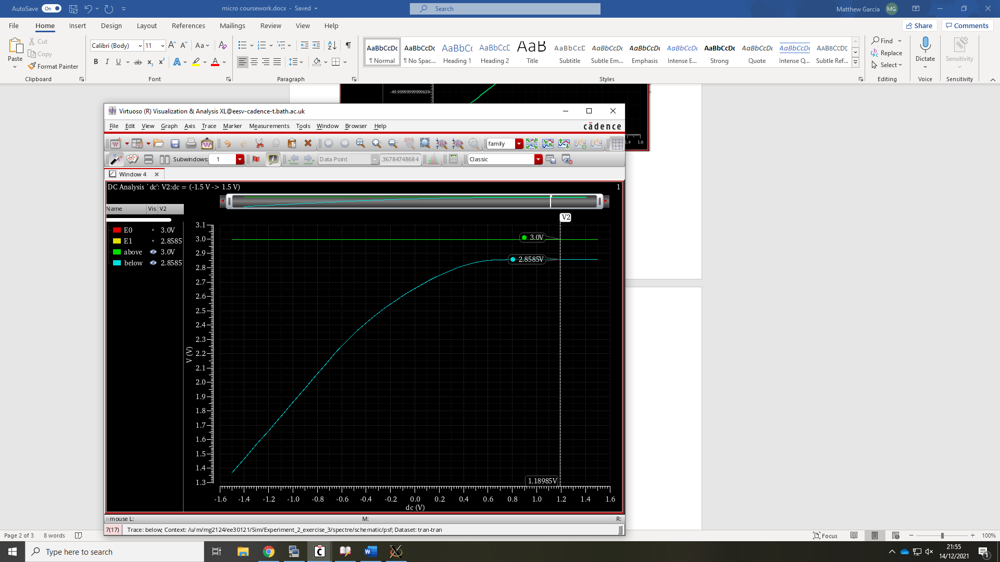 AutoSave On micro coursework.docx - Saved Search Matthew Garcia MG
File Home Insert Design Layout References Mailings Review View Help Share Comments
Paste Cut Copy Format Painter
Calibri (Body) 11 Aa
B I U ab x2 x2 A A
AaBbCcDc AaBbCcDc AaBbCc AaBbCcD AaB AaBbCcD AaBbCcDc AaBbCcDc AaBbCcDc AaBbCcDc AaBbCcDc AaBbCcDc AABBCCDE
¶ Normal ¶ No Spac... Heading 1 Heading 2 Title Subtitle Subtle Em... Emphasis Intense E... Strong Quote Intense Q... Subtle Ref...
Find Replace Select Dictate Sensitivity
Clipboard Font Paragraph Styles Editing Voice Sensitivity
-49.99999999999639
1.4 1.6
Virtuoso (R) Visualization & Analysis XL@eesv-cadence-t.bath.ac.uk
File Edit View Graph Axis Trace Marker Measurements Tools Window Browser Help cādence
family
Subwindows: 1 Data Point .36784748684 Classic
Window 4
DC Analysis `dc': V2:dc = (-1.5 V -> 1.5 V) 1
Name Vis V2
E0 3.0V
E1 2.8585
above 3.0V
below 2.8585
V2
3.0V
2.8585V
1.18985V
3.1
3.0
2.9
2.8
2.7
2.6
2.5
2.4
2.3
2.2
2.1
2.0
1.9
1.8
1.7
1.6
1.5
1.4
1.3
V (V)
-1.6 -1.4 -1.2 -1.0 -0.8 -0.6 -0.4 -0.2 0.0 0.2 0.4 0.6 0.8 1.0 1.2 1.4 1.6
dc (V)
mouse L: M: R:
7(17) Trace: below; Context: /u/m/mg2124/ee30121/Sim/Experiment_2_exercise_3/spectre/schematic/psf; Dataset: tran-tran
Page 2 of 3 8 words Focus 100%
Type here to search
21:55
14/12/2021
1